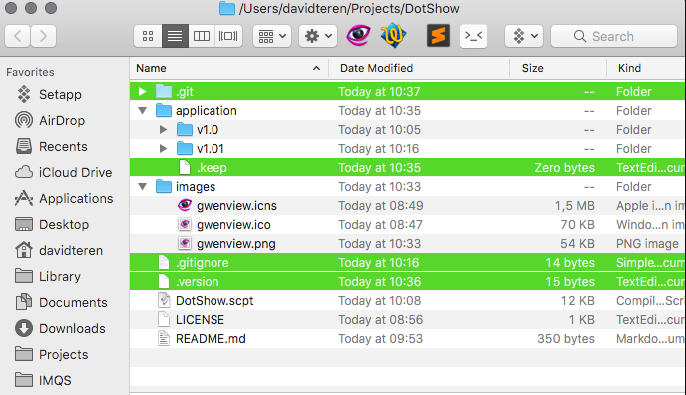 /Users/davidteren/Projects/DotShow
Search
Favorites
Setapp
AirDrop
Recents
iCloud Drive
Applications
Desktop
davidteren
Library
Documents
Downloads
Projects
IMQS
Name Date Modified Size Kind
.git Today at 10:37 -- Folder
application Today at 10:35 -- Folder
v1.0 Today at 10:05 -- Folder
v1.01 Today at 10:16 -- Folder
.keep Today at 10:35 Zero bytes TextEdi...cum
images Today at 10:33 -- Folder
gwenview.icns Today at 08:49 1,5 MB Apple i...n im
gwenview.ico Today at 08:47 70 KB Windo...n im
gwenview.png Today at 10:33 54 KB PNG image
.gitignore Today at 10:16 14 bytes Simple...cum
.version Today at 10:36 15 bytes TextEdi...cum
DotShow.scpt Today at 10:08 12 KB Compil...Scri
LICENSE Today at 08:56 1 KB TextEdi...cum
README.md Today at 09:53 350 bytes Markdo...um